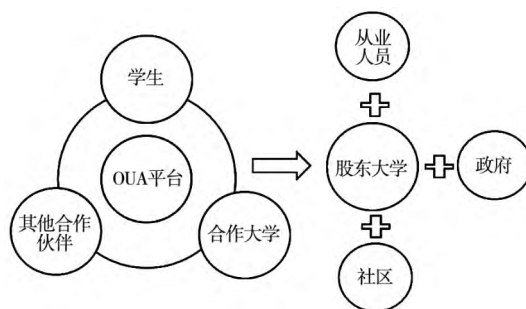 学生
OUA平台
其他合作
伙伴
合作大学
从业
人员
股东大学
政府
社区